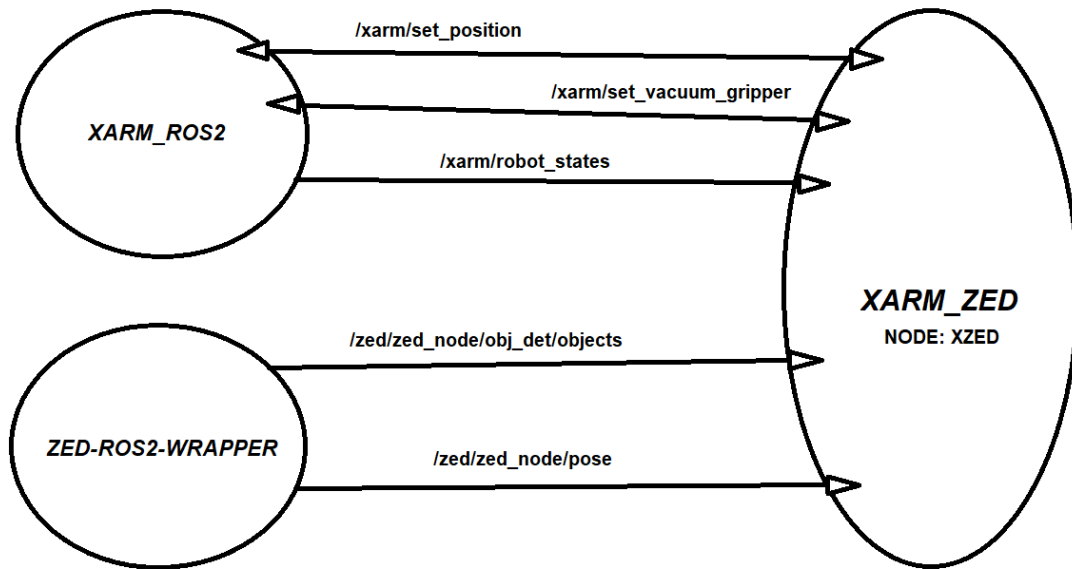 /xarm/set_position
/xarm/set_vacuum_gripper
XARM_ROS2
/xarm/robot_states
XARM_ZED
NODE: XZED
/zed/zed_node/obj_det/objects
ZED-ROS2-WRAPPER
/zed/zed_node/pose